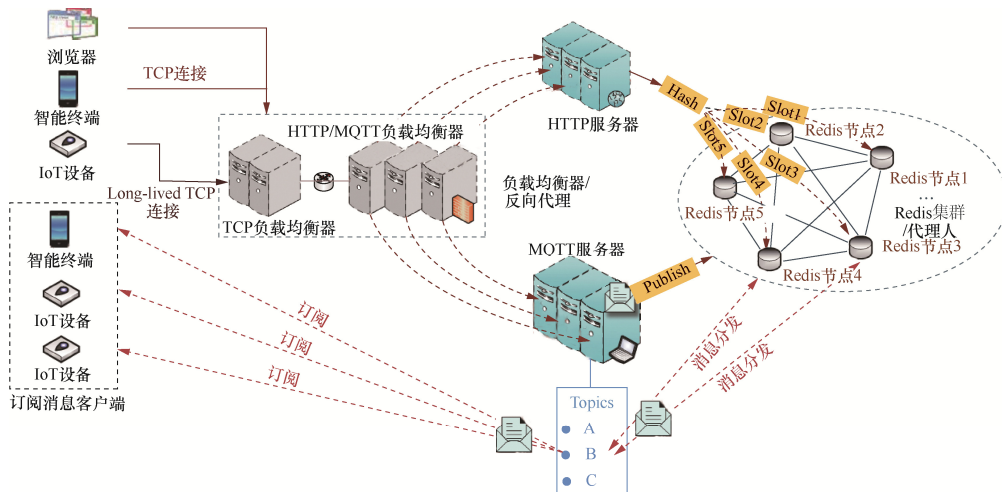 浏览器
TCP连接
智能终端
IoT设备
Long-lived TCP
连接
HTTP/MQTT负载均衡器
TCP负载均衡器
负载均衡器/
反向代理
HTTP服务器
Hash
Slot1
Slot2
Slot3
Slot4
Slot5
Redis节点2
Redis节点1
…
Redis集群
/代理人
Redis节点3
Redis节点5
Redis节点4
MQTT服务器
Publish
智能终端
IoT设备
IoT设备
订阅消息客户端
订阅
订阅
订阅
消息分发
消息分发
Topics
A
B
C